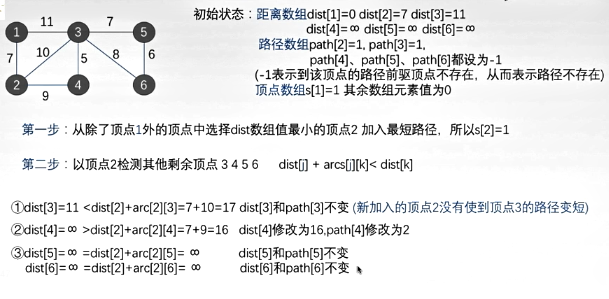 初始状态：距离数组dist[1]=0 dist[2]=7 dist[3]=11
dist[4]=∞ dist[5]=∞ dist[6]=∞
路径数组path[2]=1, path[3]=1,
path[4]、path[5]、path[6]都设为-1
(-1表示到该顶点的路径前驱顶点不存在，从而表示路径不存在)
顶点数组s[1]=1 其余数组元素值为0
11 7
1 3 5
7 10 5 8 6
2 4 6
9
第一步：从除了顶点1外的顶点中选择dist数组值最小的顶点2 加入最短路径，所以s[2]=1
第二步：以顶点2检测其他剩余顶点 3 4 5 6 dist[j] + arcs[j][k]< dist[k]
①dist[3]=11 <dist[2]+arc[2][3]=7+10=17 dist[3]和path[3]不变 (新加入的顶点2没有使到顶点3的路径变短)
②dist[4]=∞ >dist[2]+arc[2][4]=7+9=16 dist[4]修改为16,path[4]修改为2
③dist[5]=∞ =dist[2]+arc[2][5]= ∞ dist[5]和path[5]不变
dist[6]=∞ =dist[2]+arc[2][6]= ∞ dist[6]和path[6]不变